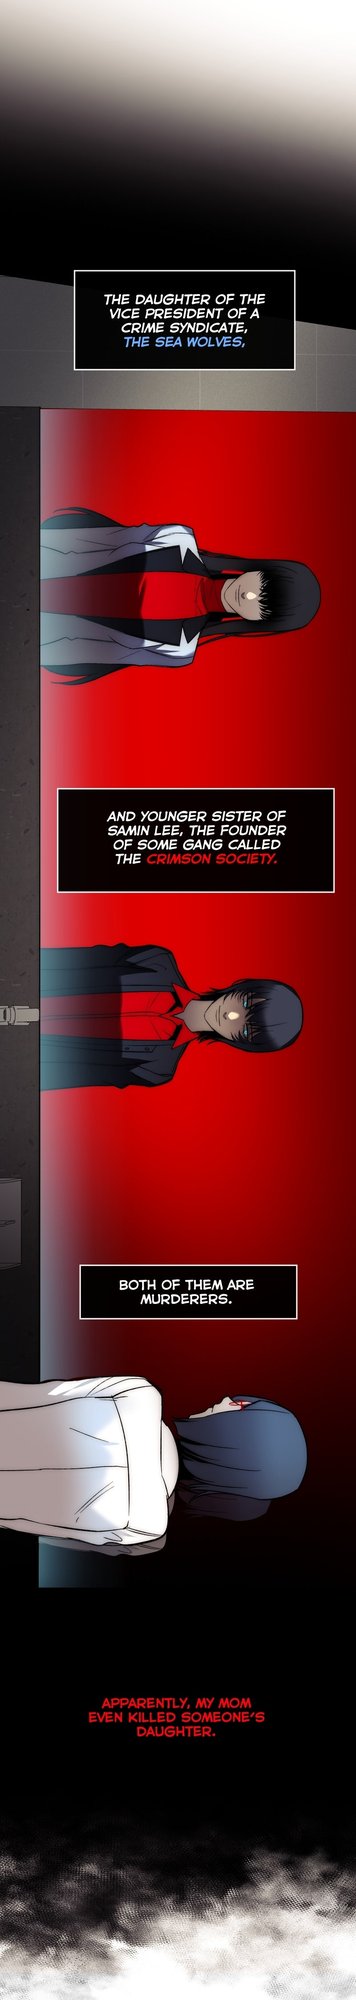 THE DAUGHTER OF THE
VICE PRESIDENT OF A
CRIME SYNDICATE,
THE SEA WOLVES,
AND YOUNGER SISTER OF
SAMIN LEE, THE FOUNDER
OF SOME GANG CALLED
THE CRIMSON SOCIETY.
BOTH OF THEM ARE
MURDERERS.
APPARENTLY, MY MOM
EVEN KILLED SOMEONE'S
DAUGHTER.